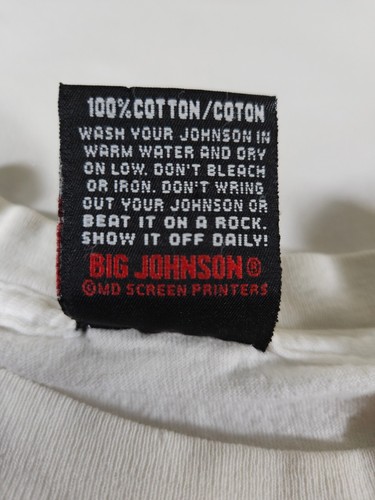 100% COTTON/COTON
WASH YOUR JOHNSON IN
WARM WATER AND DRY
ON LOW. DON'T BLEACH
OR IRON. DON'T WRING
OUT YOUR JOHNSON OR
BEAT IT ON A ROCK.
SHOW IT OFF DAILY!
BIG JOHNSON®
©MD SCREEN PRINTERS